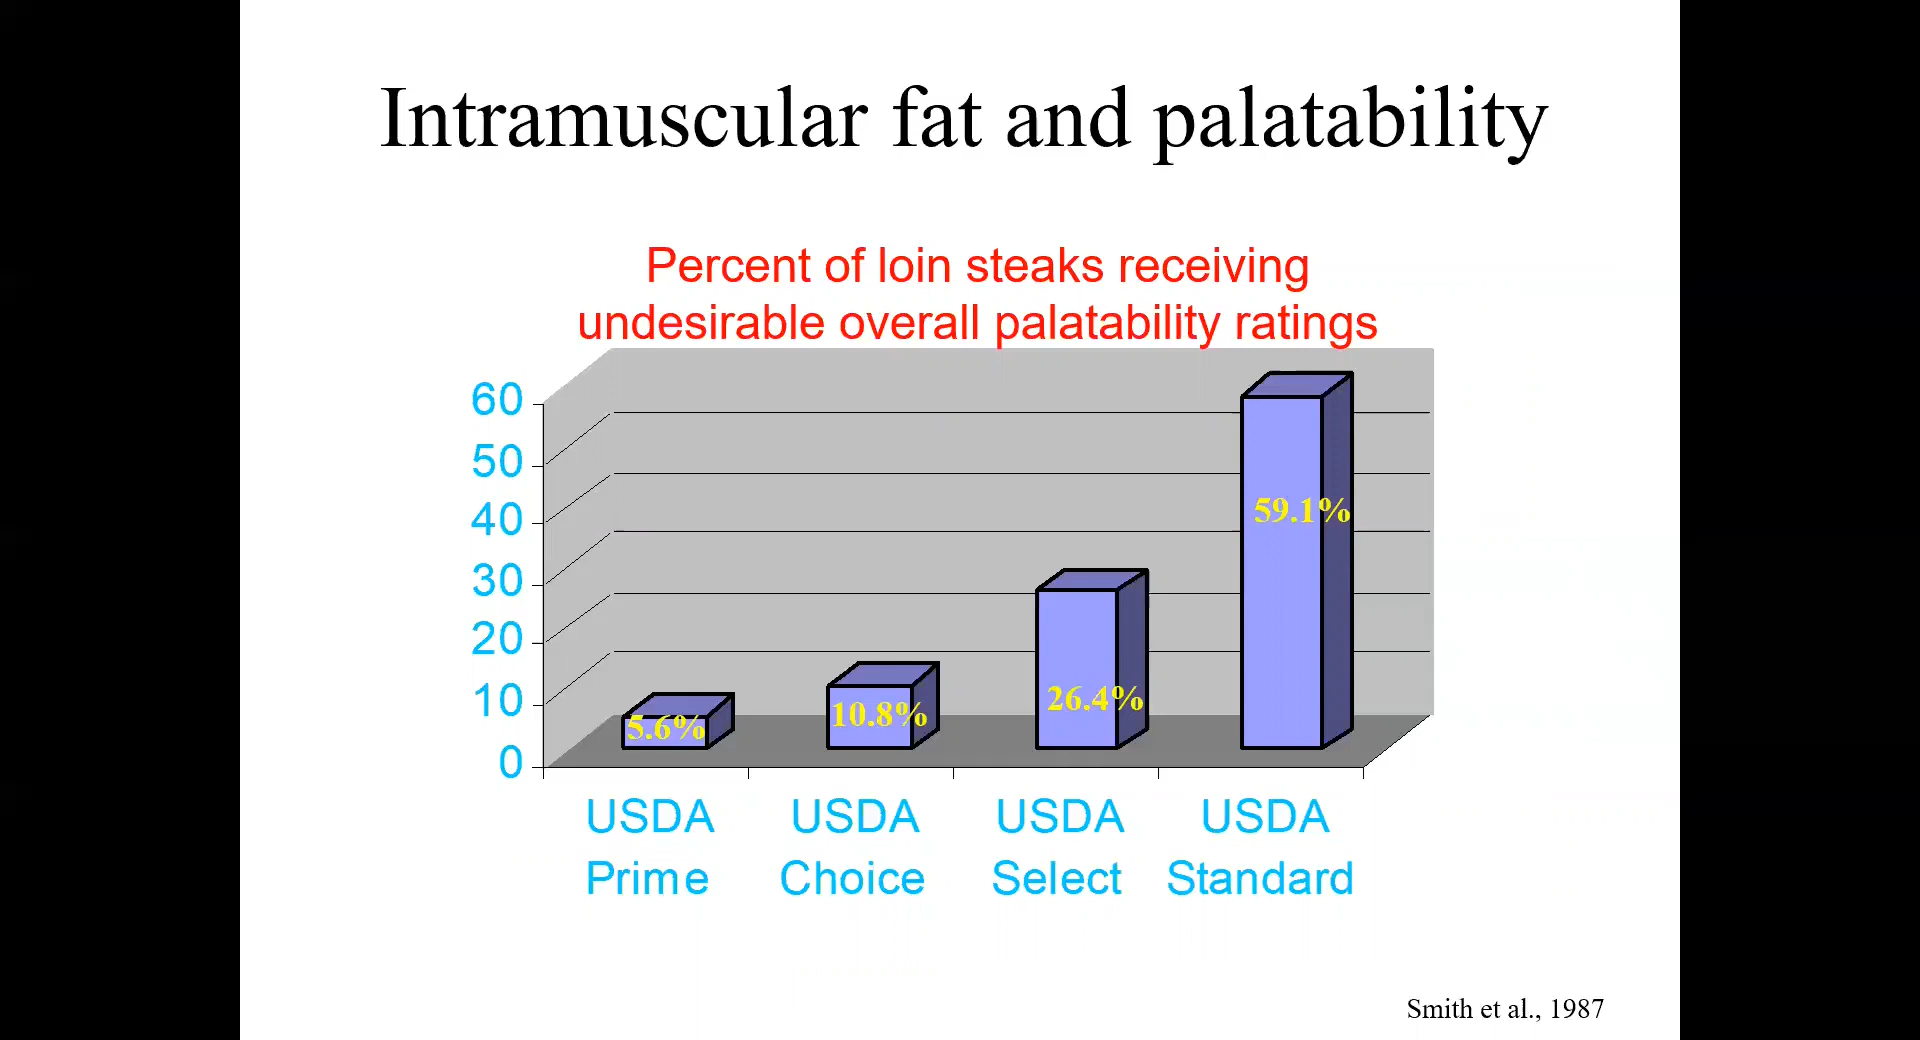 Intramuscular fat and palatability
Percent of loin steaks receiving
undesirable overall palatability ratings
60
50
40
30
20
10
0
5.6%
10.8%
26.4%
59.1%
USDA Prime
USDA Choice
USDA Select
USDA Standard
Smith et al., 1987